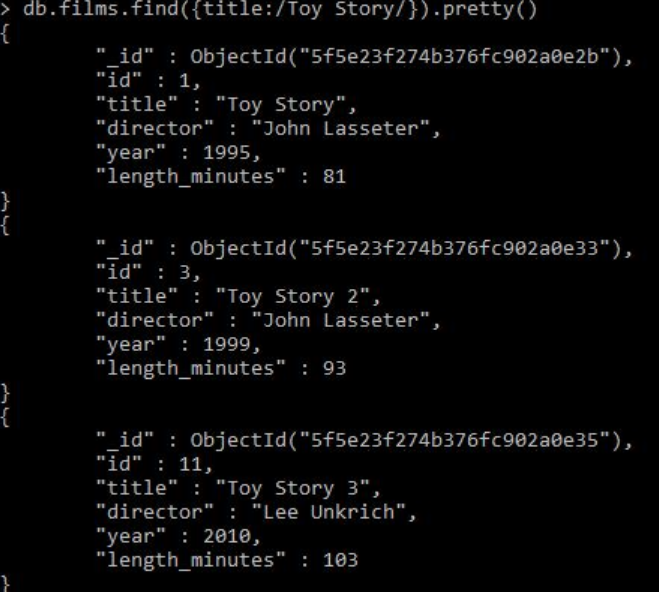 > db.films.find({title:/Toy Story/}).pretty()
{
"_id" : ObjectId("5f5e23f274b376fc902a0e2b"),
"id" : 1,
"title" : "Toy Story",
"director" : "John Lasseter",
"year" : 1995,
"length_minutes" : 81
}
{
"_id" : ObjectId("5f5e23f274b376fc902a0e33"),
"id" : 3,
"title" : "Toy Story 2",
"director" : "John Lasseter",
"year" : 1999,
"length_minutes" : 93
}
{
"_id" : ObjectId("5f5e23f274b376fc902a0e35"),
"id" : 11,
"title" : "Toy Story 3",
"director" : "Lee Unkrich",
"year" : 2010,
"length_minutes" : 103
}